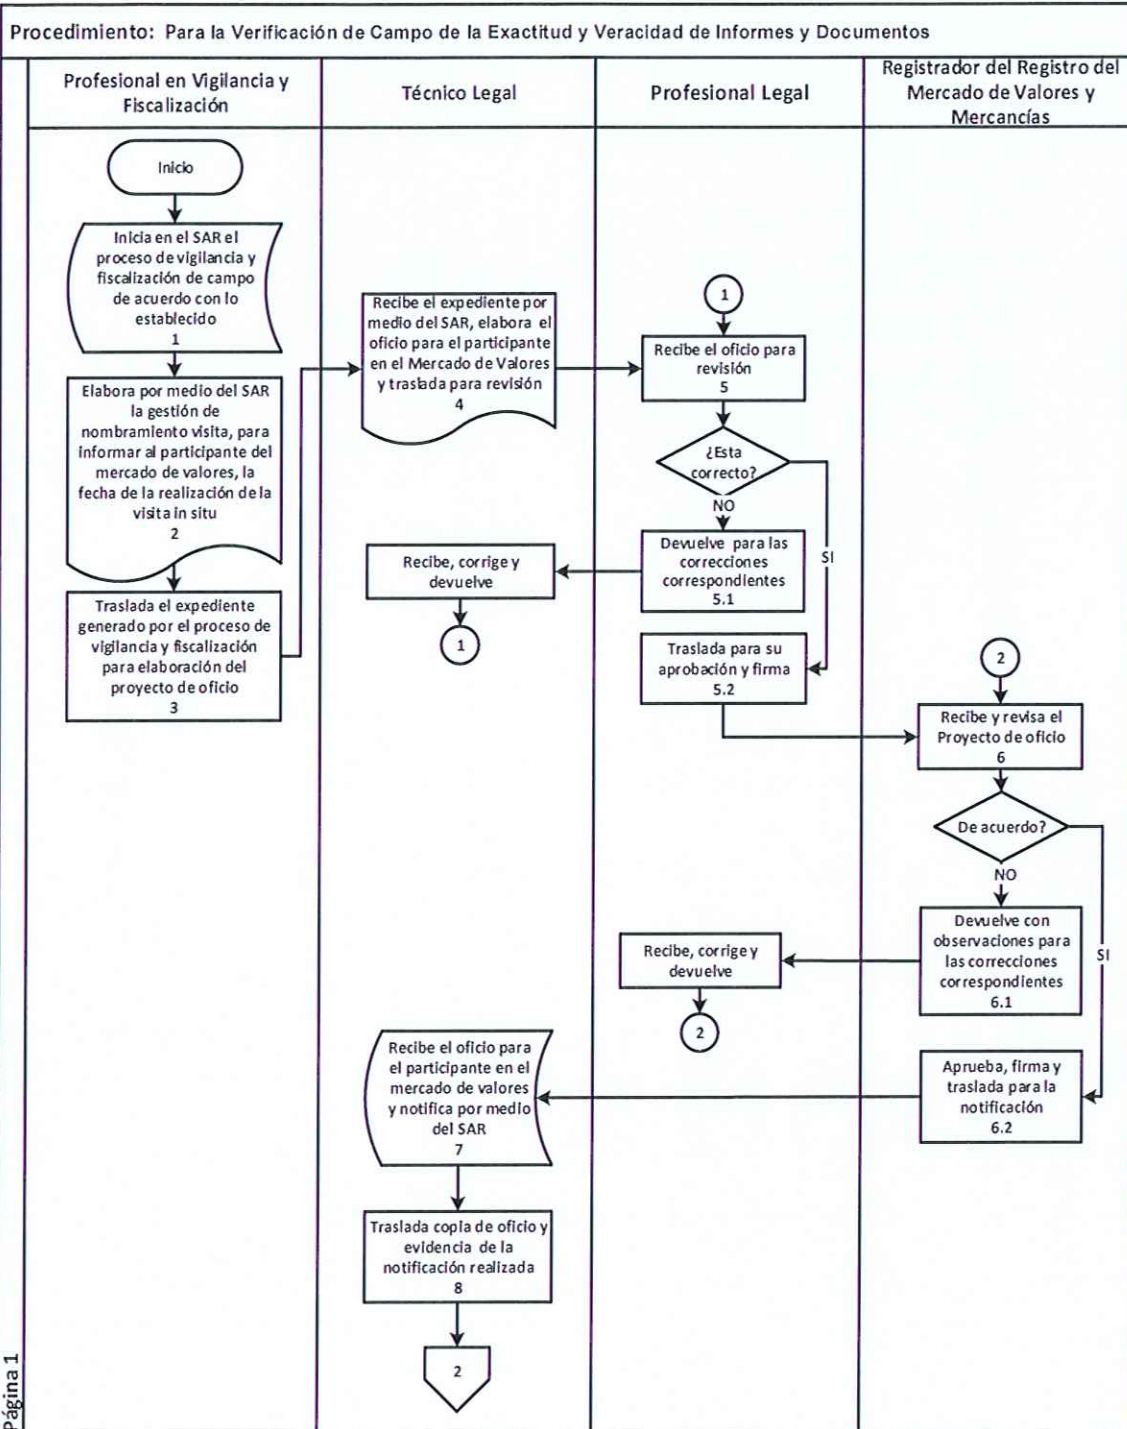 Procedimiento: Para la Verificación de Campo de la Exactitud y Veracidad de Informes y Documentos
Profesional en Vigilancia y
Fiscalización
Técnico Legal
Profesional Legal
Registrador del Registro del
Mercado de Valores y
Mercancías
Inicio
Inicia en el SAR el
proceso de vigilancia y
fiscalización de campo
de acuerdo con lo
establecido
1
Elabora por medio del SAR
la gestión de
nombramiento visita, para
informar al participante del
mercado de valores, la
fecha de la realización de la
visita in situ
2
Traslada el expediente
generado por el proceso de
vigilancia y fiscalización
para elaboración del
proyecto de oficio
3
Recibe el expediente por
medio del SAR, elabora el
oficio para el participante
en el Mercado de Valores
y traslada para revisión
4
1
Recibe el oficio para
revisión
5
¿Esta
correcto?
NO
SI
Devuelve para las
correcciones
correspondientes
5.1
Recibe, corrige y
devuelve
1
Traslada para su
aprobación y firma
5.2
2
Recibe y revisa el
Proyecto de oficio
6
De acuerdo?
NO
SI
Devuelve con
observaciones para
las correcciones
correspondientes
6.1
Recibe, corrige y
devuelve
2
Aprueba, firma y
traslada para la
notificación
6.2
Recibe el oficio para
el participante en el
mercado de valores
y notifica por medio
del SAR
7
Traslada copia de oficio y
evidencia de la
notificación realizada
8
2
Página 1